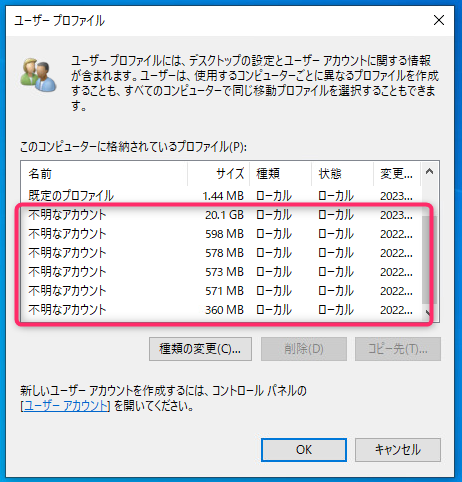 ユーザー プロファイル
ユーザー プロファイルには、デスクトップの設定とユーザー アカウントに関する情報
が含まれます。ユーザーは、使用するコンピューターごとに異なるプロファイルを作成
することも、すべてのコンピューターで同じ移動プロファイルを選択することもできま
す。
このコンピューターに格納されているプロファイル(P):
名前 サイズ 種類 状態 変更...
既定のプロファイル 1.44 MB ローカル ローカル 2023...
不明なアカウント 20.1 GB ローカル ローカル 2023...
不明なアカウント 598 MB ローカル ローカル 2022...
不明なアカウント 578 MB ローカル ローカル 2022...
不明なアカウント 573 MB ローカル ローカル 2022...
不明なアカウント 571 MB ローカル ローカル 2022...
不明なアカウント 360 MB ローカル ローカル 2022...
種類の変更(C)... 削除(D) コピー先(T)...
新しいユーザー アカウントを作成するには、コントロール パネルの
[ユーザー アカウント] を開いてください。
OK キャンセル